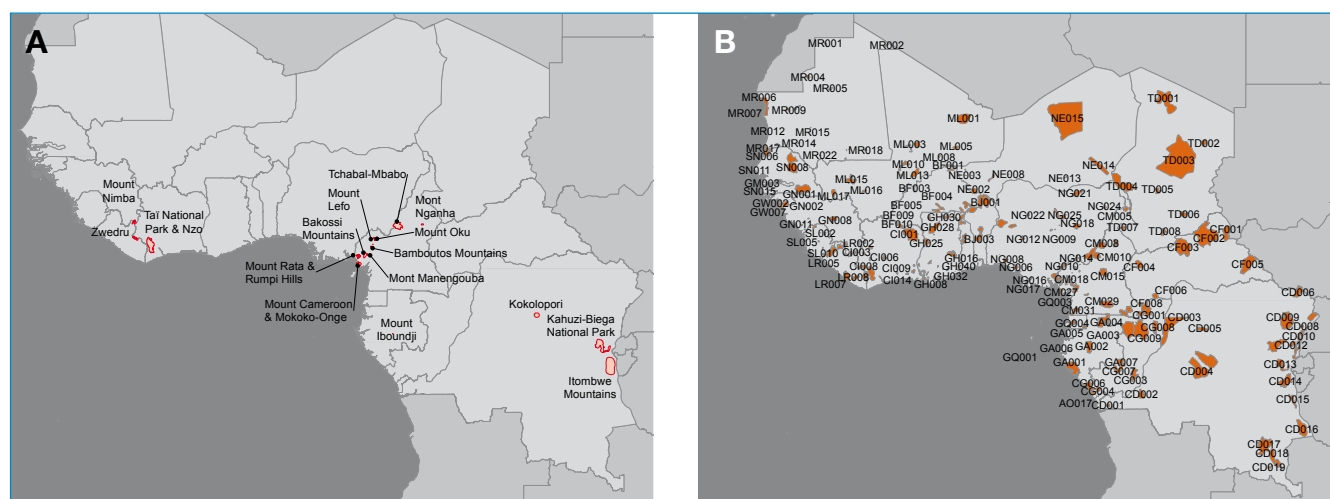 A
Tchabal-Mbabo
Mount
Lefo
Mont
Nganha
Mount
Nimba
Bakossi
Mountains
Mount Oku
Taï National
Park & Nzo
Zwedru
Bamboutos Mountains
Mount Rata &
Rumpi Hills
Mont Manengouba
Mount Cameroon
& Mokoko-Onge
Kokolopori
Kahuzi-Biega
National Park
Mount
Iboundji
Itombwe
Mountains
B
MR001
MR002
MR004
MR005
MR006
MR007
MR009
TD001
NE015
ML001
MR012
MR015
MR014
MR017
MR018
MR022
SN006
SN008
SN011
ML003
ML005
ML008
ML010
BF001
ML013
TD002
TD003
NE014
NE013
NE008
NE003
NE002
TD004
TD005
GM003
SN015
GN001
GN002
GW002
GW007
ML015
ML016
ML017
BF003
BF004
BF005
BJ001
NG021
NG024
CM005
TD006
TD007
TD008
GN011
GN008
SL002
SL005
SL010
BF009
BF010
CI001
GH030
GH028
GH025
BJ003
NG022
NG025
NG018
NG012
NG009
CF001
CF002
CF003
CF005
LR002
LR005
LR007
LR008
CI003
CI006
CI008
CI009
CI014
GH016
GH040
GH032
GH008
NG008
NG006
NG014
NG010
NG016
NG017
CM008
CM010
CM018
CM015
CM027
CF004
CF006
CF008
CD006
GQ003
CM029
CM031
GQ004
GA004
GA005
GA003
GA006
GA002
GQ001
GA001
CG001
CG008
CG009
CD003
CD005
CD009
CD008
CD010
CD012
CD013
GA007
CG007
CG003
CG006
CG004
CD002
CD004
CD014
AO017
CD001
CD015
CD016
CD017
CD018
CD019